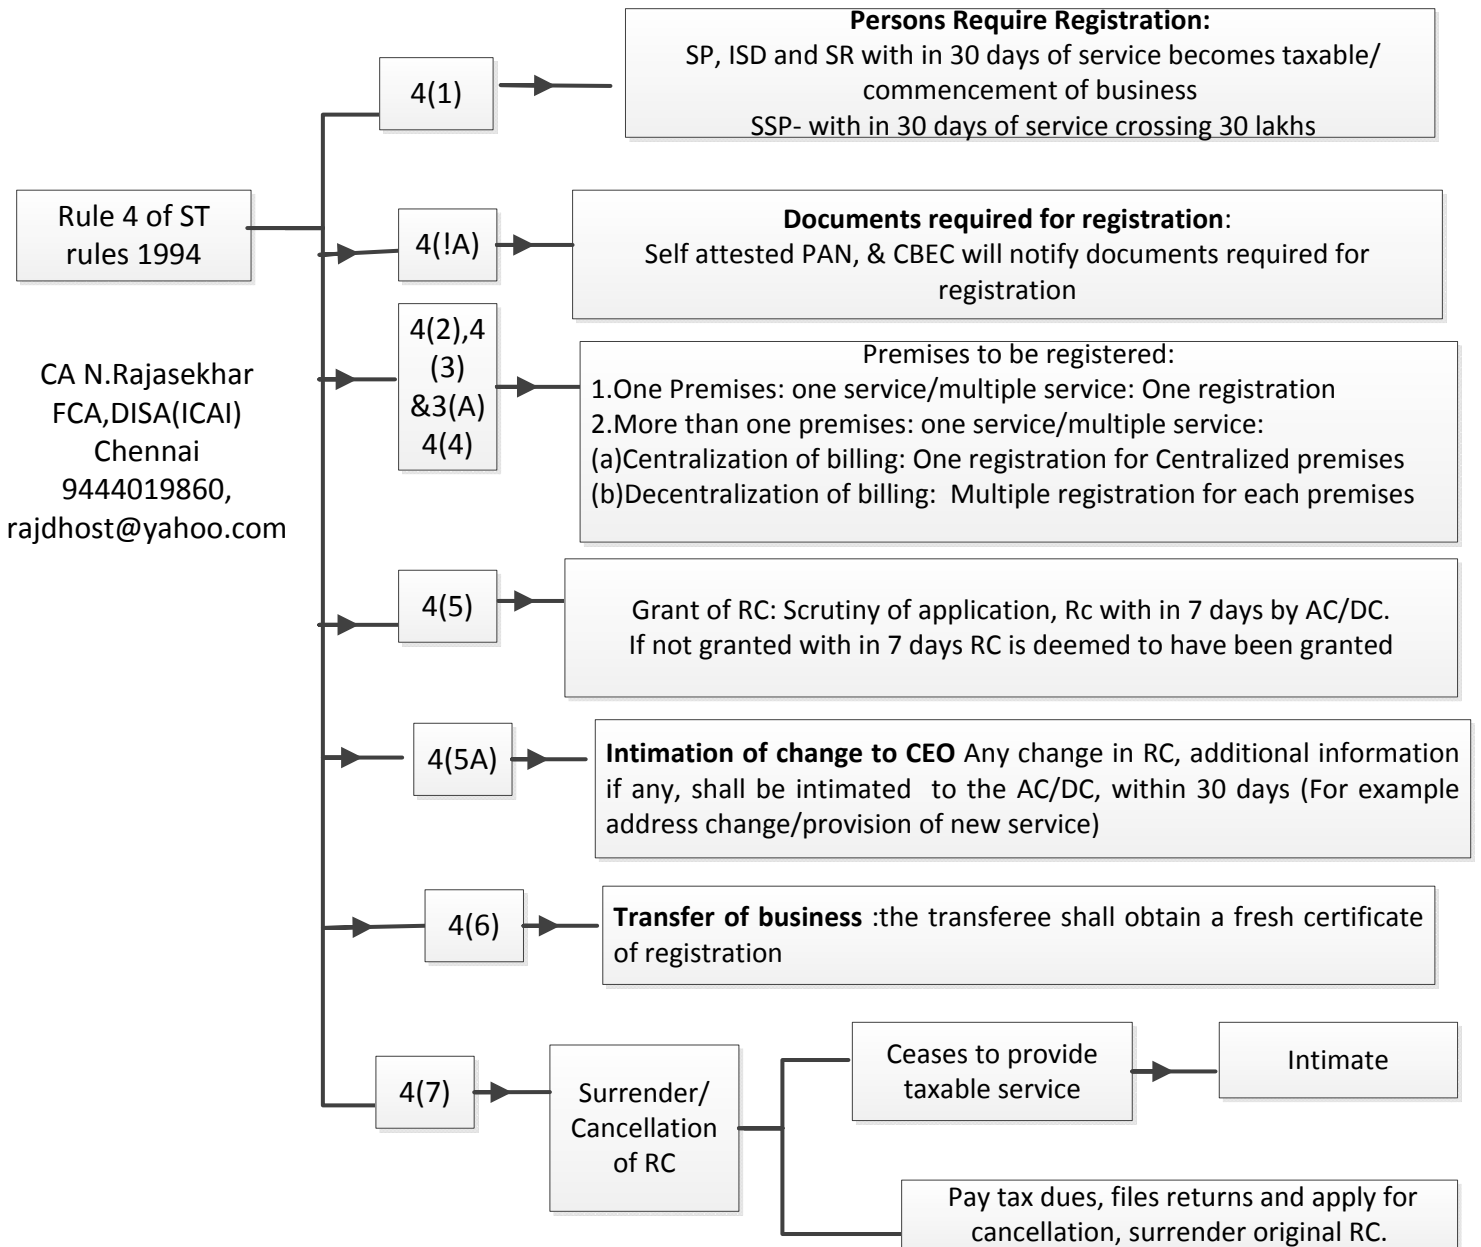 Persons Require Registration:
SP, ISD and SR with in 30 days of service becomes taxable/
commencement of business
SSP- with in 30 days of service crossing 30 lakhs
4(1)
Rule 4 of ST
rules 1994
4(!A)
Documents required for registration:
Self attested PAN, & CBEC will notify documents required for
registration
4(2),4
(3)
&3(A)
4(4)
Premises to be registered:
1.One Premises: one service/multiple service: One registration
2.More than one premises: one service/multiple service:
(a)Centralization of billing: One registration for Centralized premises
(b)Decentralization of billing:  Multiple registration for each premises
CA N.Rajasekhar
FCA,DISA(ICAI)
Chennai
9444019860,
rajdhost@yahoo.com
4(5)
Grant of RC: Scrutiny of application, Rc with in 7 days by AC/DC.
If not granted with in 7 days RC is deemed to have been granted
4(5A)
Intimation of change to CEO Any change in RC, additional information
if any, shall be intimated  to the AC/DC, within 30 days (For example
address change/provision of new service)
4(6)
Transfer of business :the transferee shall obtain a fresh certificate
of registration
4(7)
Surrender/
Cancellation
of RC
Ceases to provide
taxable service
Intimate
Pay tax dues, files returns and apply for
cancellation, surrender original RC.